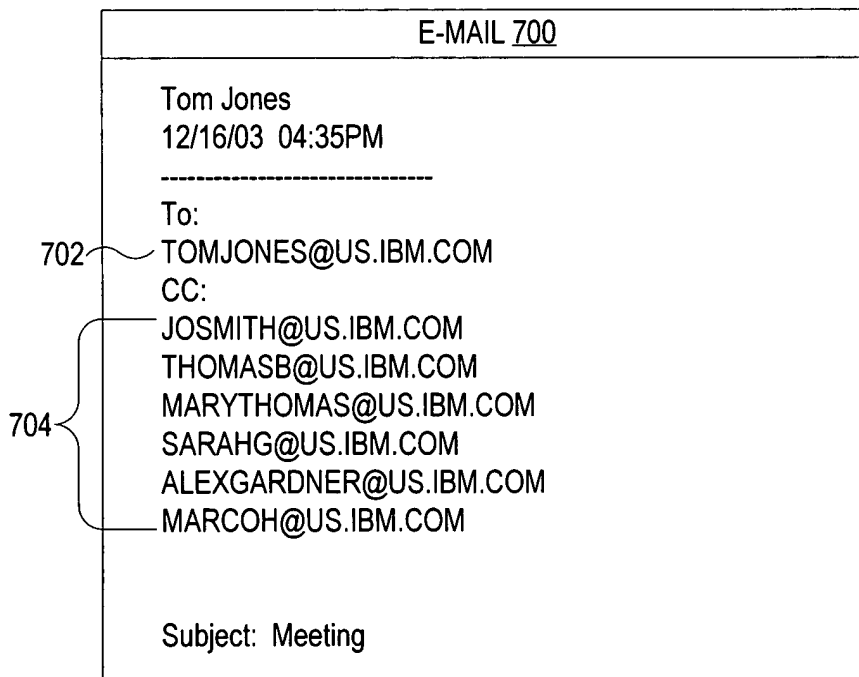 E-MAIL 700
Tom Jones
12/16/03 04:35PM
------------------------------
To:
702 TOMJONES@US.IBM.COM
CC:
JOSMITH@US.IBM.COM
THOMASB@US.IBM.COM
MARYTHOMAS@US.IBM.COM
704
SARAHG@US.IBM.COM
ALEXGARDNER@US.IBM.COM
MARCOH@US.IBM.COM
Subject: Meeting